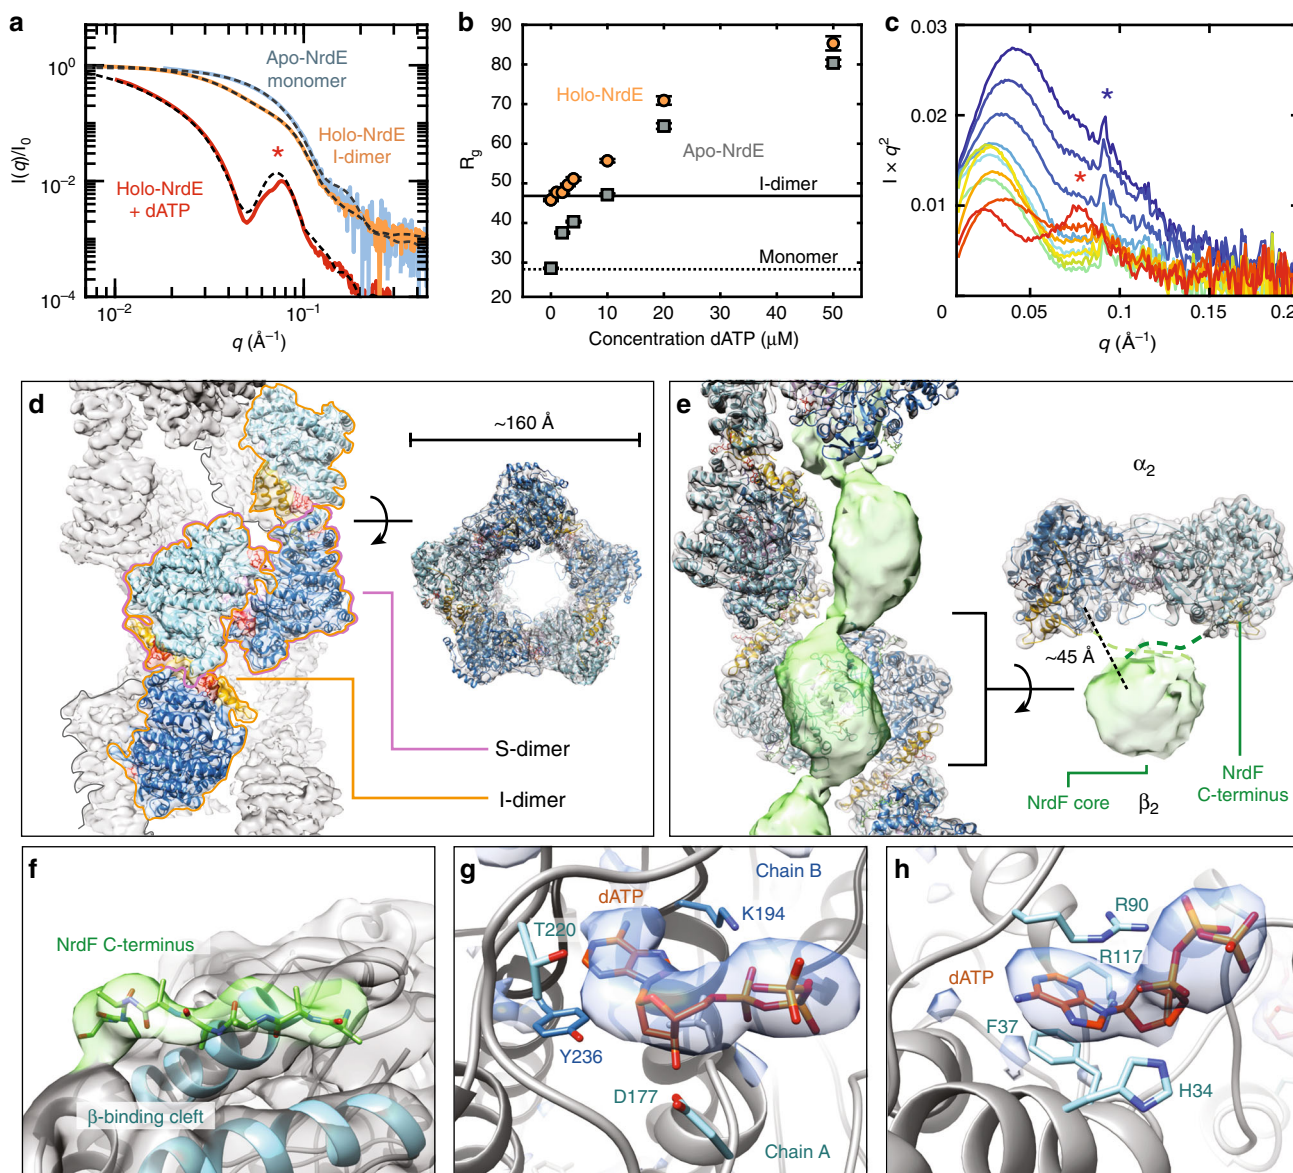 a
I(q)/I0
10^0
10^-2
10^-4
10^-2
10^-1
q (Å^-1)
Apo-NrdE
monomer
Holo-NrdE
I-dimer
*
Holo-NrdE
+ dATP
b
Rg
90
80
70
60
50
40
30
20
0
10
20
30
40
50
Concentration dATP (µM)
Holo-NrdE
Apo-NrdE
I-dimer
Monomer
c
I × q^2
0.03
0.02
0.01
0
0
0.05
0.1
0.15
0.2
q (Å^-1)
*
*
d
~160 Å
S-dimer
I-dimer
e
α2
~45 Å
NrdF core
β2
NrdF
C-terminus
f
NrdF C-terminus
β-binding cleft
g
Chain B
dATP
K194
T220
Y236
D177
Chain A
h
R90
R117
dATP
F37
H34